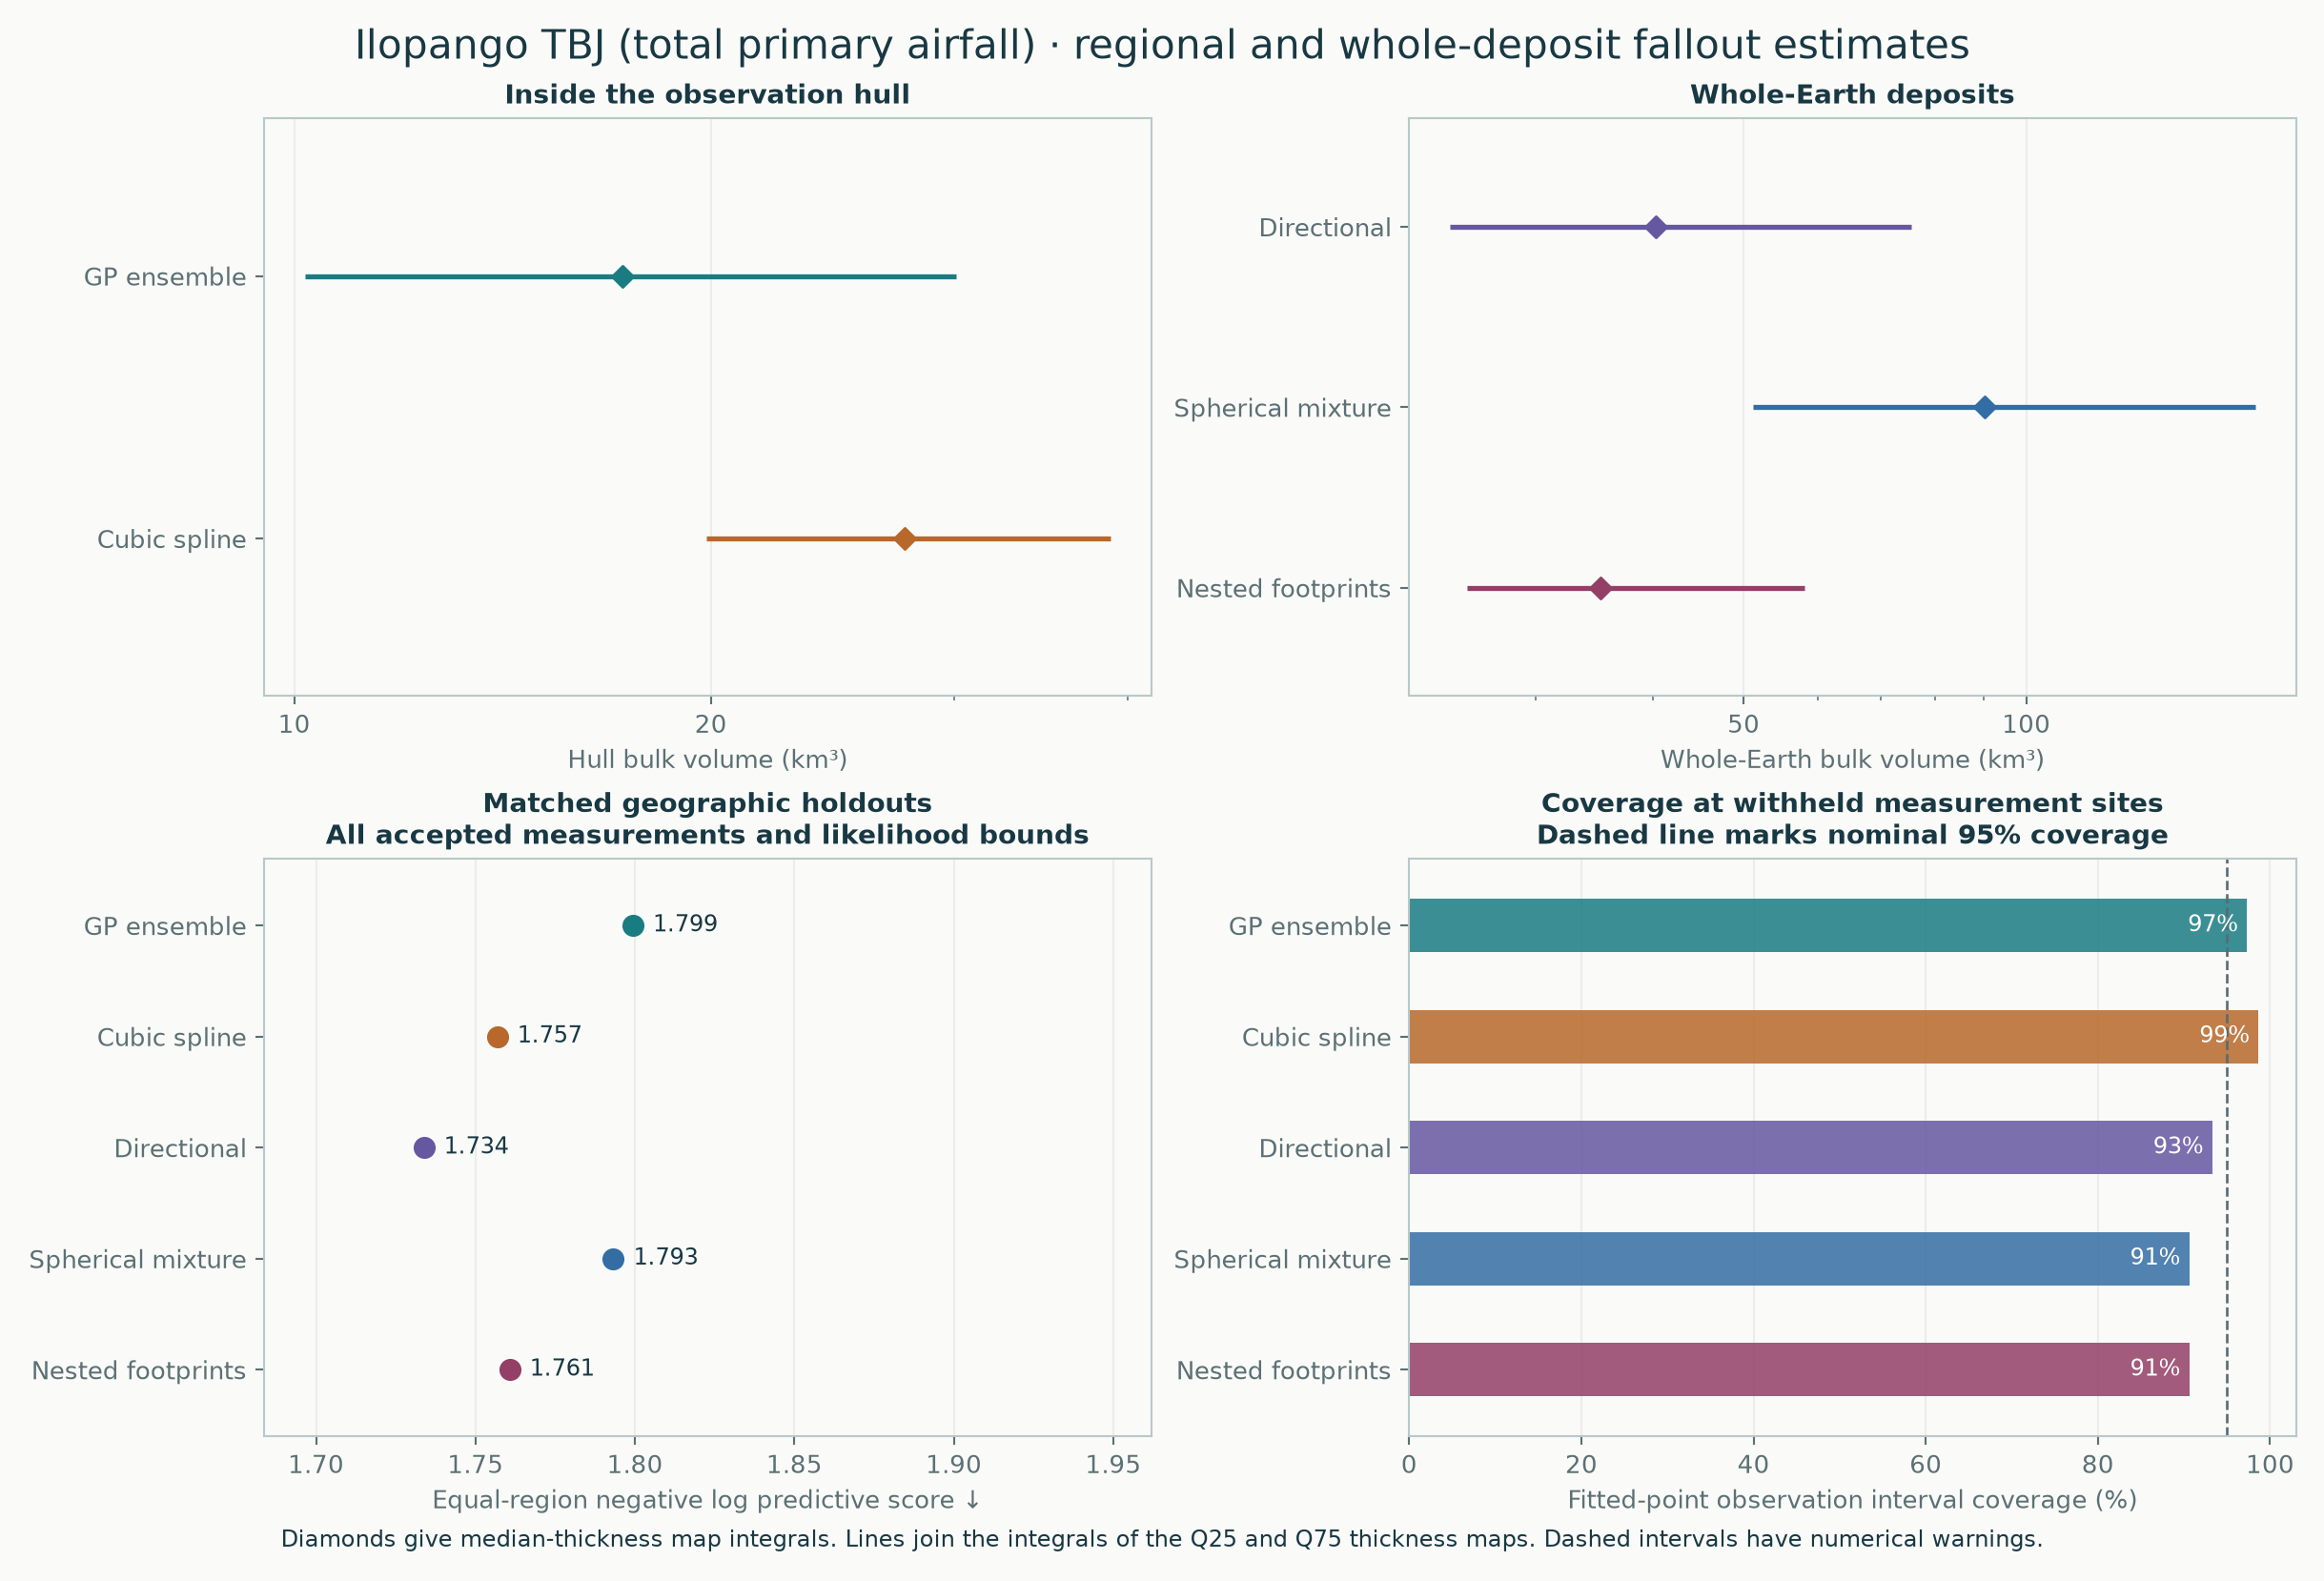 Ilopango TBJ (total primary airfall) · regional and whole-deposit fallout estimates
Inside the observation hull
GP ensemble
Cubic spline
10
20
Hull bulk volume (km³)
Whole-Earth deposits
Directional
Spherical mixture
Nested footprints
50
100
Whole-Earth bulk volume (km³)
Matched geographic holdouts
All accepted measurements and likelihood bounds
GP ensemble
1.799
Cubic spline
1.757
Directional
1.734
Spherical mixture
1.793
Nested footprints
1.761
1.70
1.75
1.80
1.85
1.90
1.95
Equal-region negative log predictive score ↓
Coverage at withheld measurement sites
Dashed line marks nominal 95% coverage
GP ensemble
97%
Cubic spline
99%
Directional
93%
Spherical mixture
91%
Nested footprints
91%
0
20
40
60
80
100
Fitted-point observation interval coverage (%)
Diamonds give median-thickness map integrals. Lines join the integrals of the Q25 and Q75 thickness maps. Dashed intervals have numerical warnings.